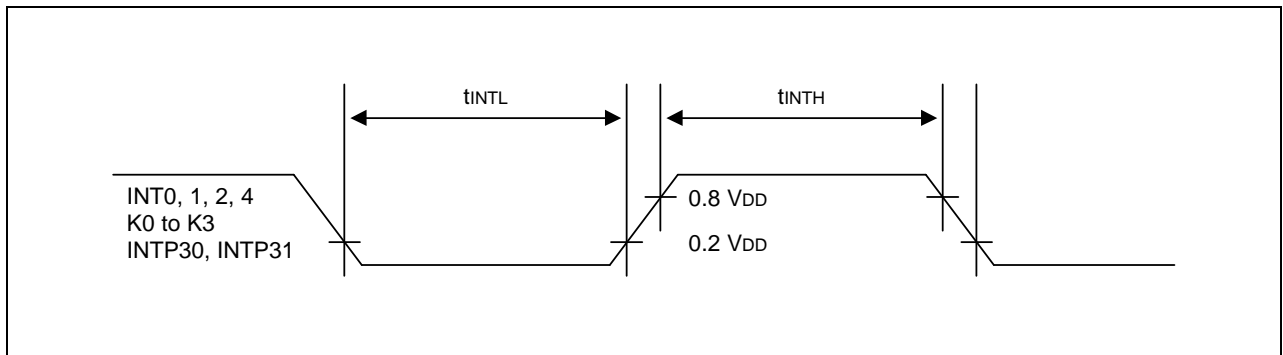 tINTL
tINTH
INT0, 1, 2, 4
K0 to K3
INTP30, INTP31
0.8 VDD
0.2 VDD